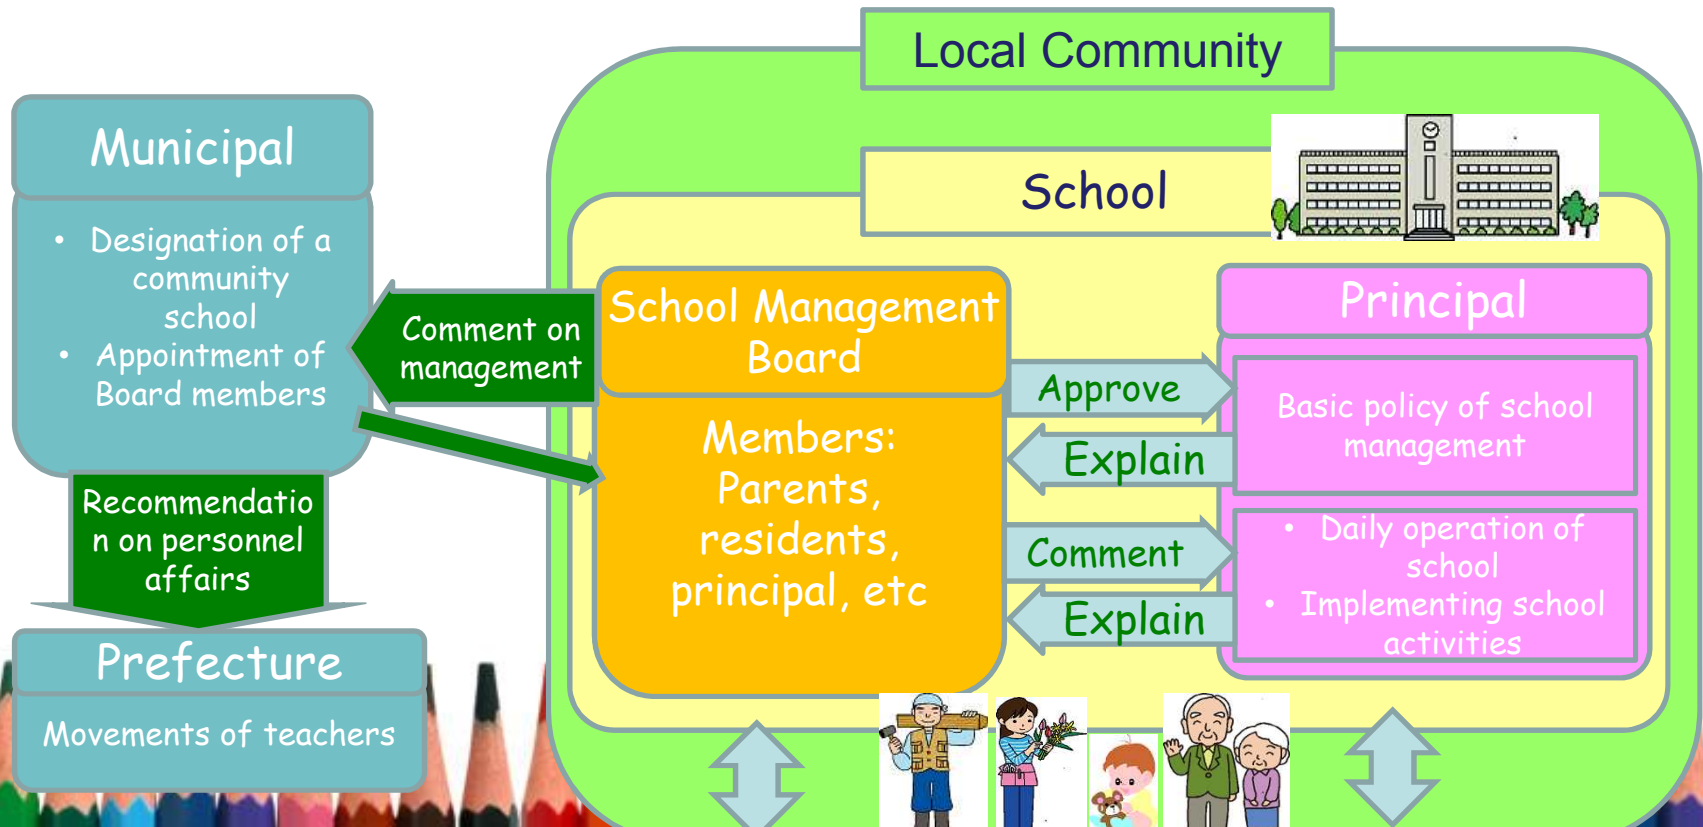 Local Community
Municipal
• Designation of a
community
school
• Appointment of
Board members
Recommendatio
n on personnel
affairs
Prefecture
Movements of teachers
Comment on
management
School
School Management
Board
Members:
Parents,
residents,
principal, etc
Approve
Explain
Comment
Explain
Principal
Basic policy of school
management
• Daily operation of
school
• Implementing school
activities